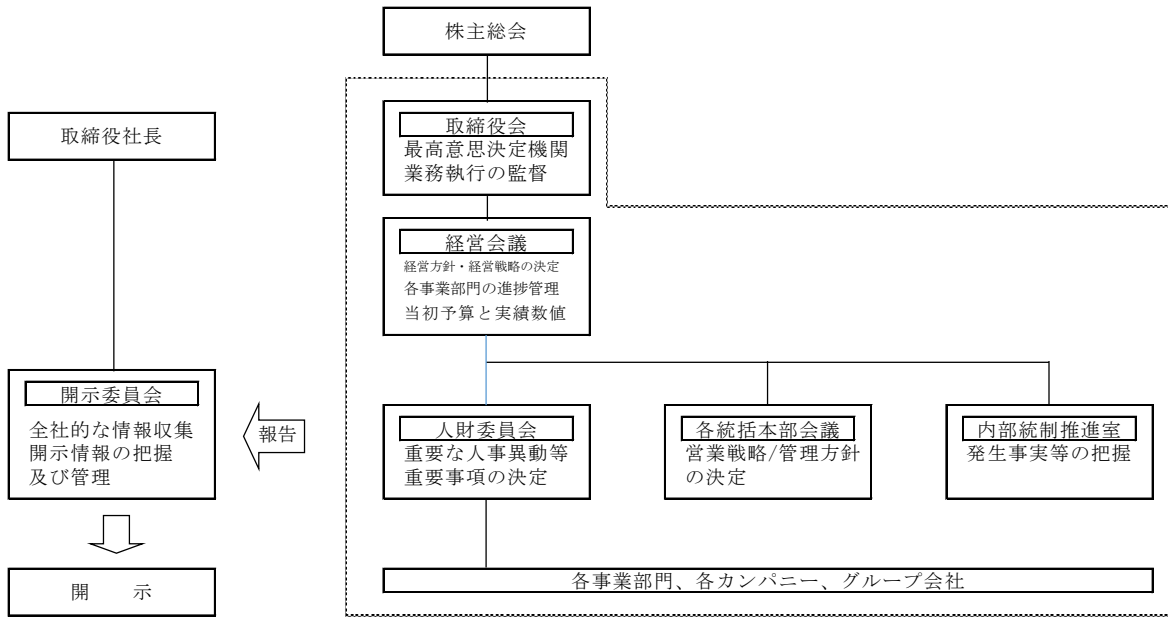 株主総会
取締役会
最高意思決定機関
業務執行の監督
取締役社長
経営会議
経営方針・経営戦略の決定
各事業部門の進捗管理
当初予算と実績数値
開示委員会
全社的な情報収集
開示情報の把握
及び管理
報告
人財委員会
重要な人事異動等
重要事項の決定
各統括本部会議
営業戦略/管理方針
の決定
内部統制推進室
発生事実等の把握
開　示
各事業部門、各カンパニー、グループ会社